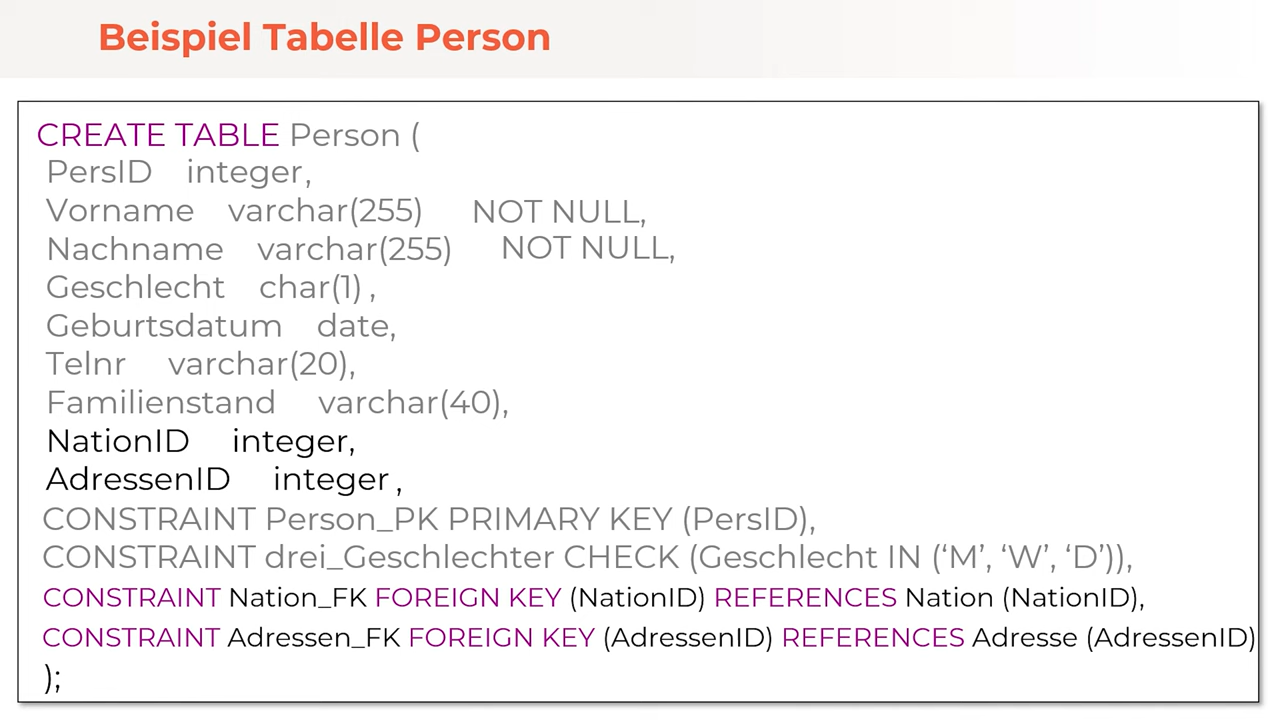 Beispiel Tabelle Person
CREATE TABLE Person (
PersID integer,
Vorname varchar(255) NOT NULL,
Nachname varchar(255) NOT NULL,
Geschlecht char(1) ,
Geburtsdatum date,
Telnr varchar(20),
Familienstand varchar(40),
NationID integer,
AdressenID integer ,
CONSTRAINT Person_PK PRIMARY KEY (PersID),
CONSTRAINT drei_Geschlechter CHECK (Geschlecht IN (‘M’, ‘W’, ‘D’)),
CONSTRAINT Nation_FK FOREIGN KEY (NationID) REFERENCES Nation (NationID),
CONSTRAINT Adressen_FK FOREIGN KEY (AdressenID) REFERENCES Adresse (AdressenID)
);